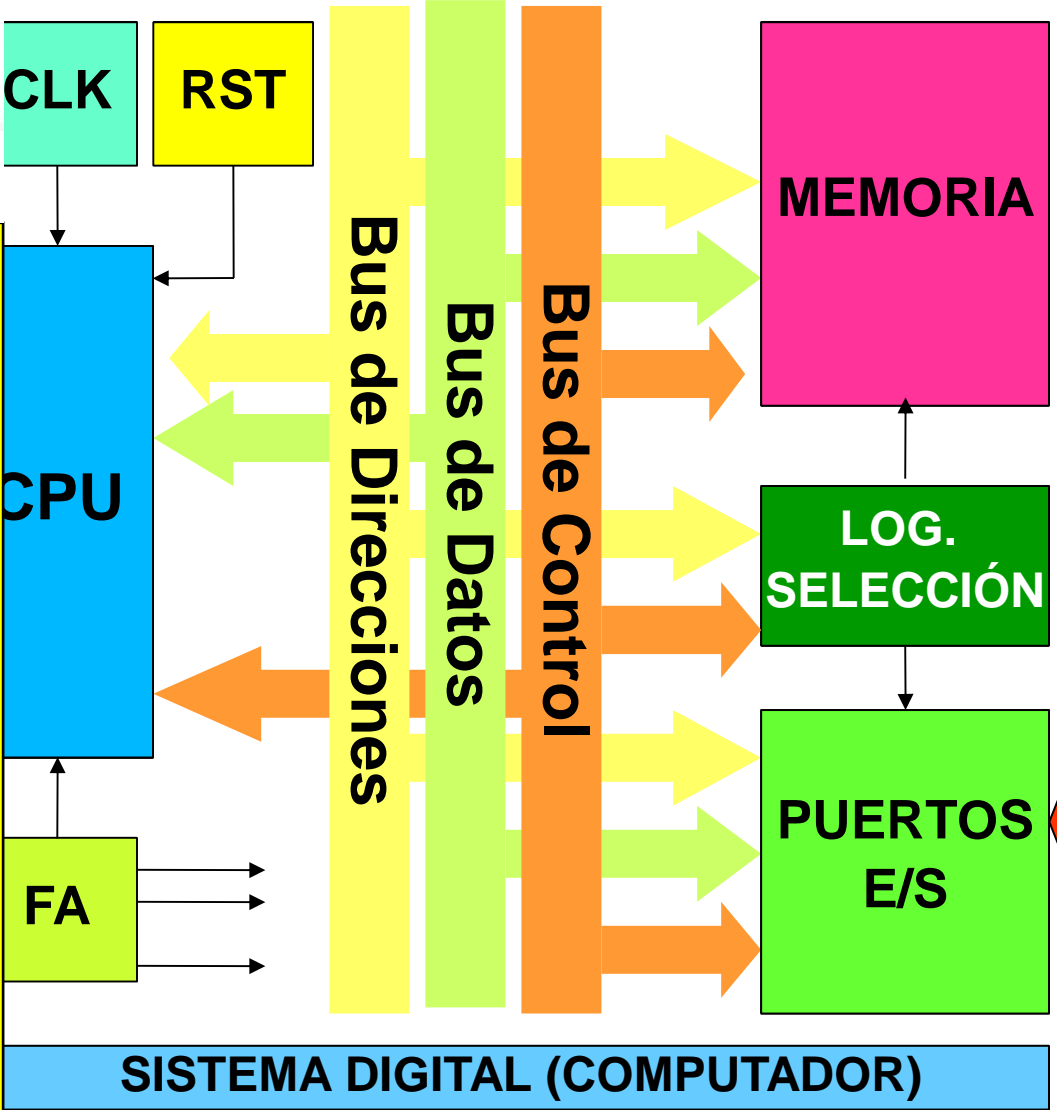 CLK
RST
MEMORIA
Bus de Direcciones
Bus de Datos
Bus de Control
CPU
LOG.
SELECCIÓN
PUERTOS
E/S
FA
SISTEMA DIGITAL (COMPUTADOR)